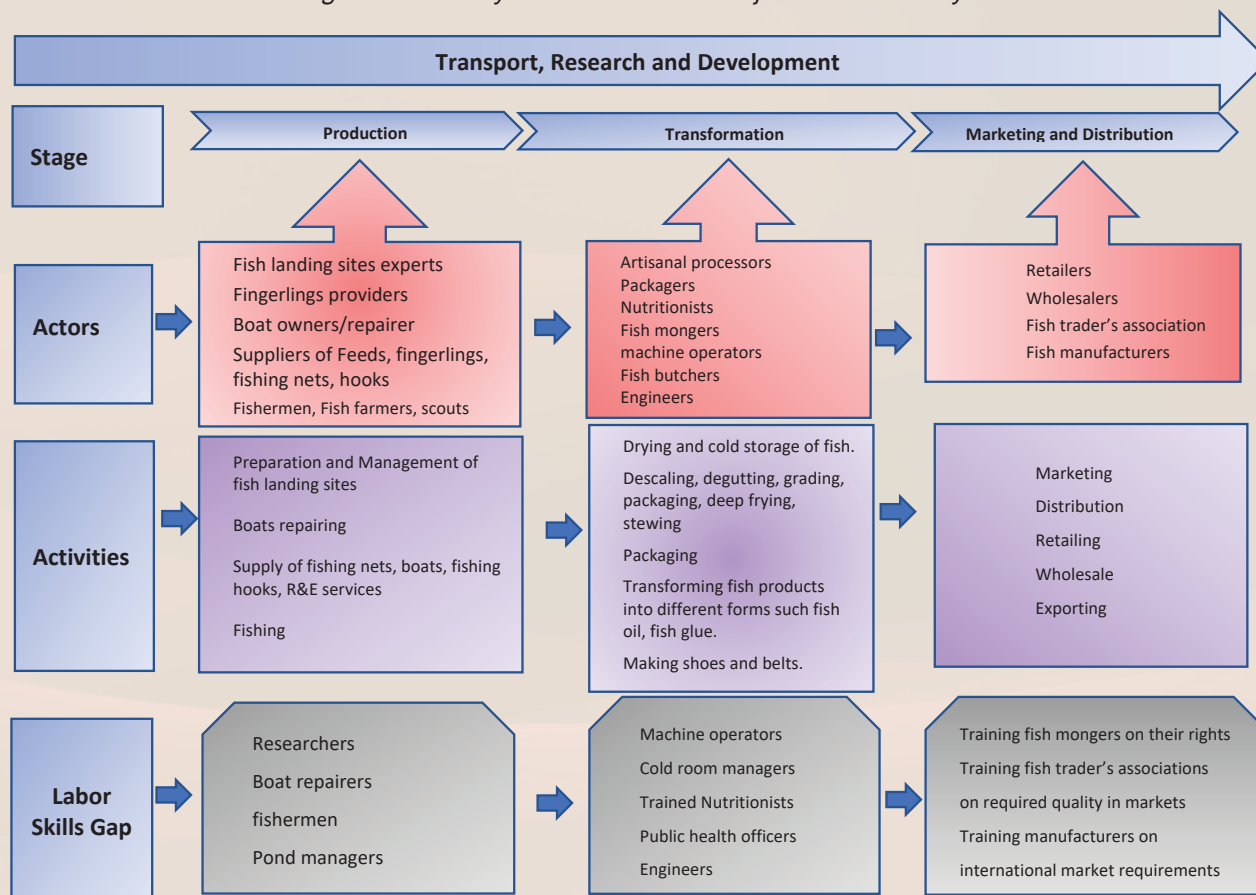 Transport, Research and Development
Stage
Production
Transformation
Marketing and Distribution
Actors
Fish landing sites experts
Fingerlings providers
Boat owners/repairer
Suppliers of Feeds, fingerlings,
fishing nets, hooks
Fishermen, Fish farmers, scouts
Artisanal processors
Packagers
Nutritionists
Fish mongers
machine operators
Fish butchers
Engineers
Retailers
Wholesalers
Fish trader's association
Fish manufacturers
Activities
Preparation and Management of
fish landing sites
Boats repairing
Supply of fishing nets, boats, fishing
hooks, R&E services
Fishing
Drying and cold storage of fish.
Descaling, degutting, grading,
packaging, deep frying,
stewing
Packaging
Transforming fish products
into different forms such fish
oil, fish glue.
Making shoes and belts.
Marketing
Distribution
Retailing
Wholesale
Exporting
Labor
Skills Gap
Researchers
Boat repairers
fishermen
Pond managers
Machine operators
Cold room managers
Trained Nutritionists
Public health officers
Engineers
Training fish mongers on their rights
Training fish trader's associations
on required quality in markets
Training manufacturers on
international market requirements